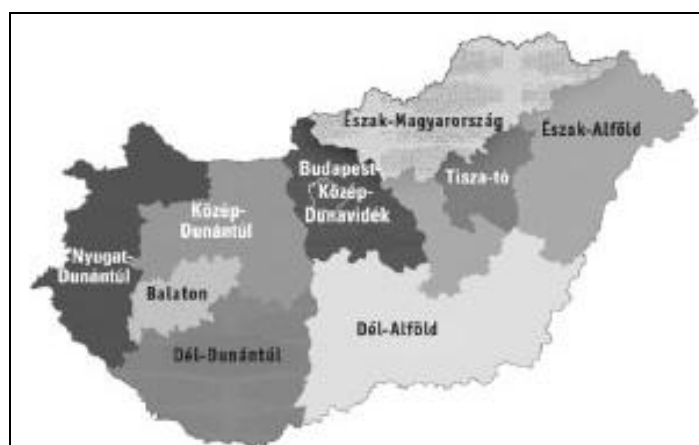 Észak-Magyarország
Észak-Alföld
Budapest-
Közép-
Dunavidék
Tisza-tó
Közép-
Dunántúl
Nyugat-
Dunántúl
Balaton
Dél-Alföld
Dél-Dunántúl